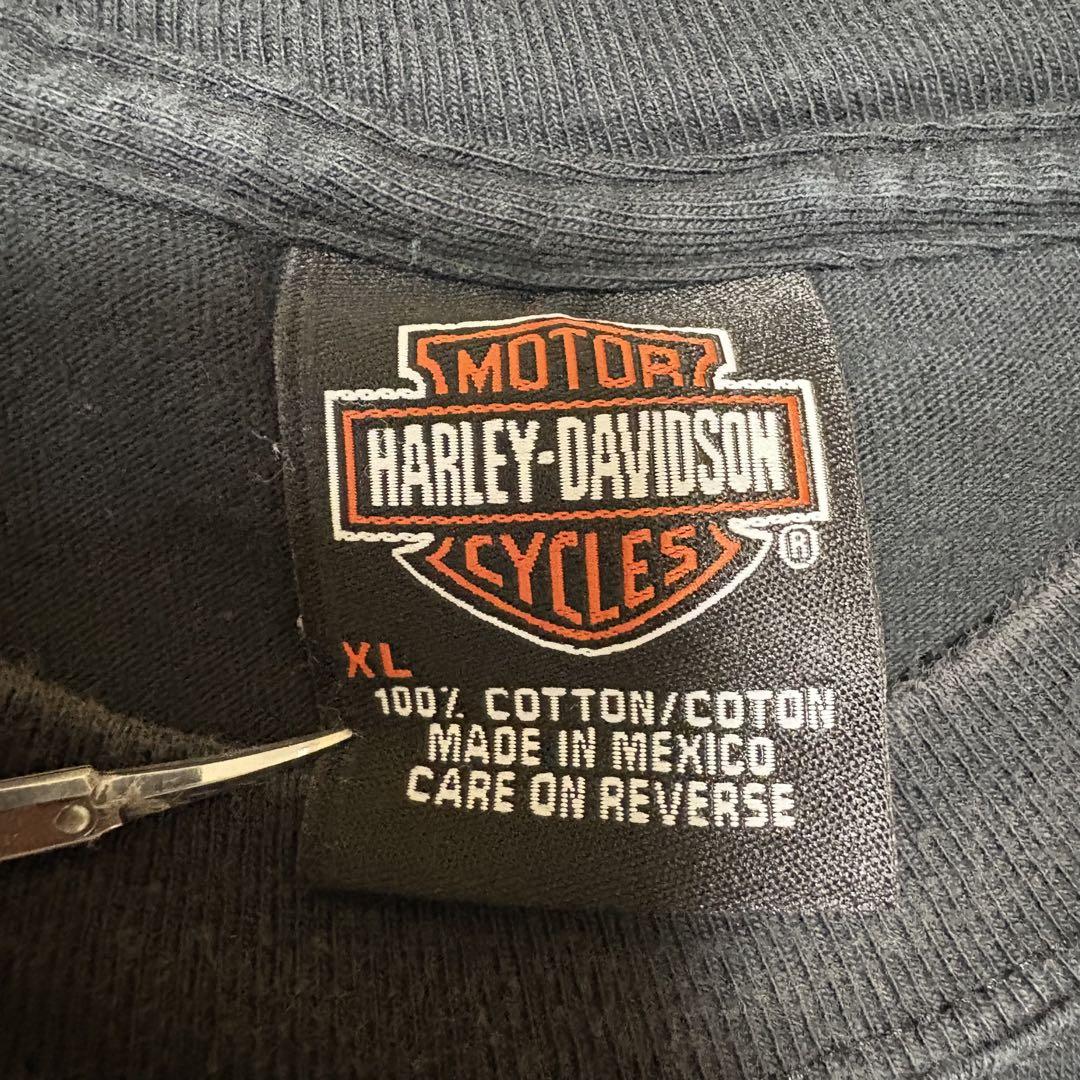 MOTOR
HARLEY-DAVIDSON
CYCLES
®
XL
100% COTTON/COTON
MADE IN MEXICO
CARE ON REVERSE